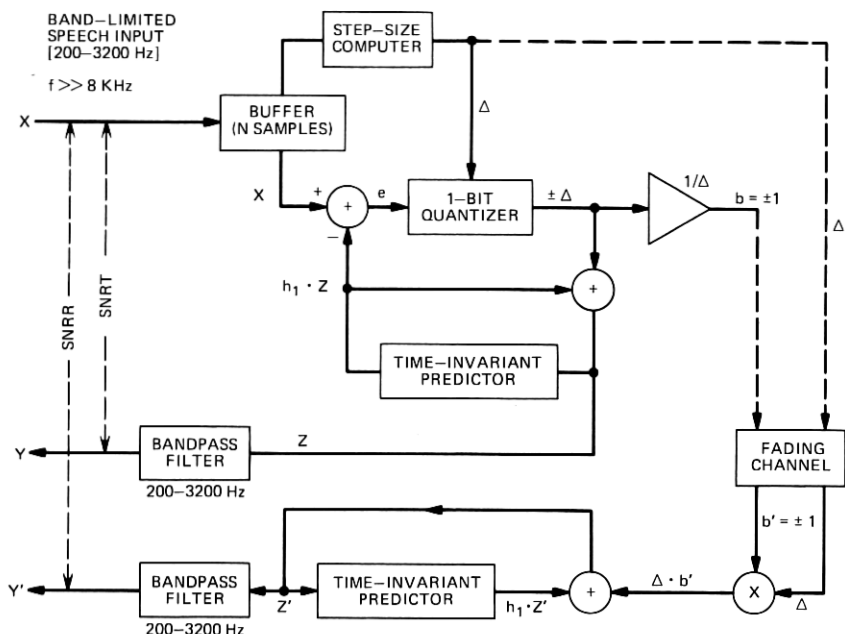 BAND–LIMITED
SPEECH INPUT
[200–3200 Hz]
f >> 8 KHz
STEP–SIZE
COMPUTER
X
BUFFER
(N SAMPLES)
Δ
X
+
+
–
e
1–BIT
QUANTIZER
± Δ
1/Δ
b = ±1
Δ
SNRR
SNRT
h₁ · Z
+
TIME–INVARIANT
PREDICTOR
Y
BANDPASS
FILTER
200–3200 Hz
Z
FADING
CHANNEL
b' = ± 1
Y'
BANDPASS
FILTER
200–3200 Hz
Z'
TIME–INVARIANT
PREDICTOR
h₁ · Z'
+
Δ · b'
X
Δ